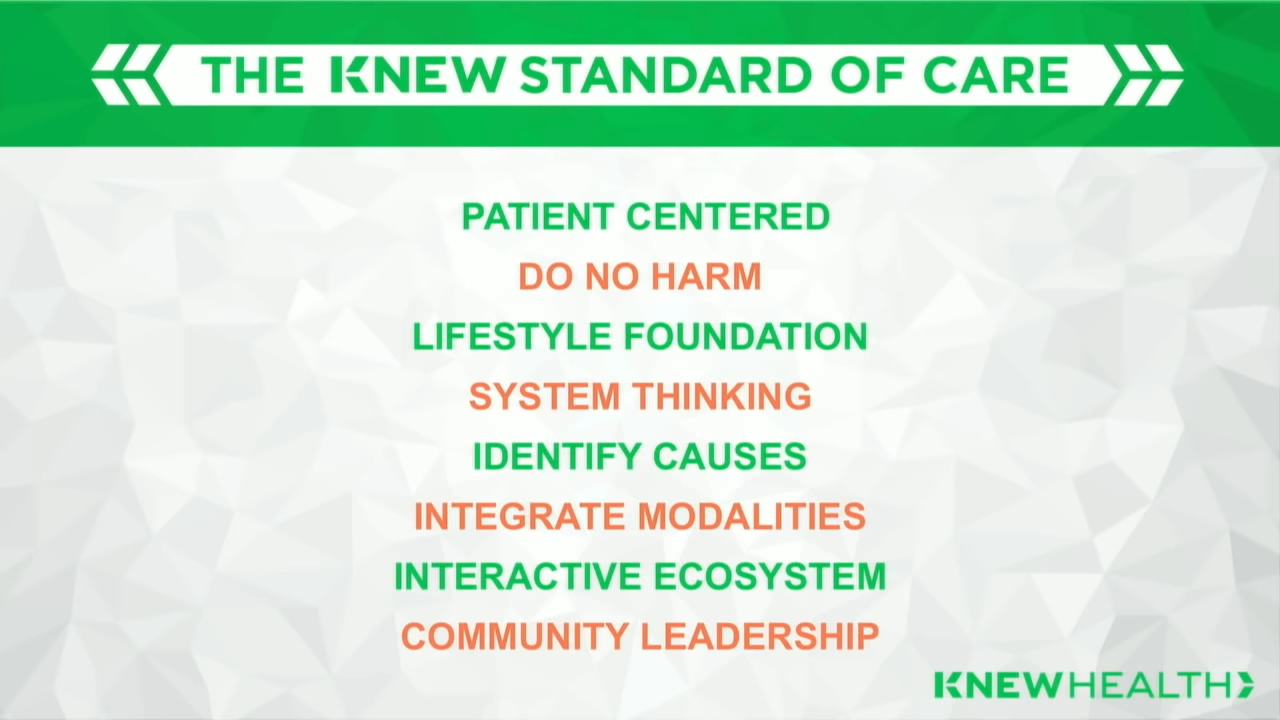 THE KNEW STANDARD OF CARE
PATIENT CENTERED
DO NO HARM
LIFESTYLE FOUNDATION
SYSTEM THINKING
IDENTIFY CAUSES
INTEGRATE MODALITIES
INTERACTIVE ECOSYSTEM
COMMUNITY LEADERSHIP
KNEWHEALTH